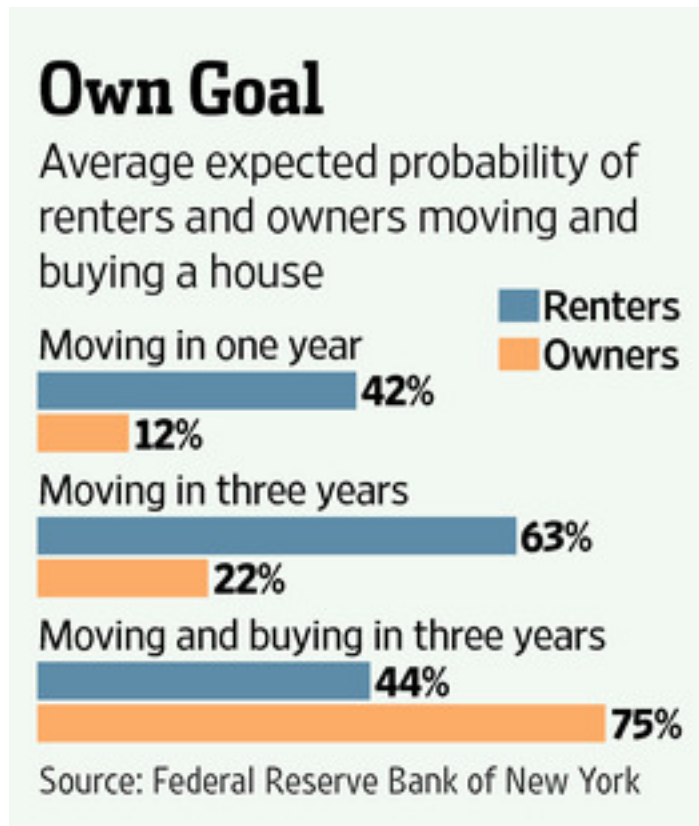 Own Goal
Average expected probability of
renters and owners moving and
buying a house
Renters
Owners
Moving in one year
42%
12%
Moving in three years
63%
22%
Moving and buying in three years
44%
75%
Source: Federal Reserve Bank of New York